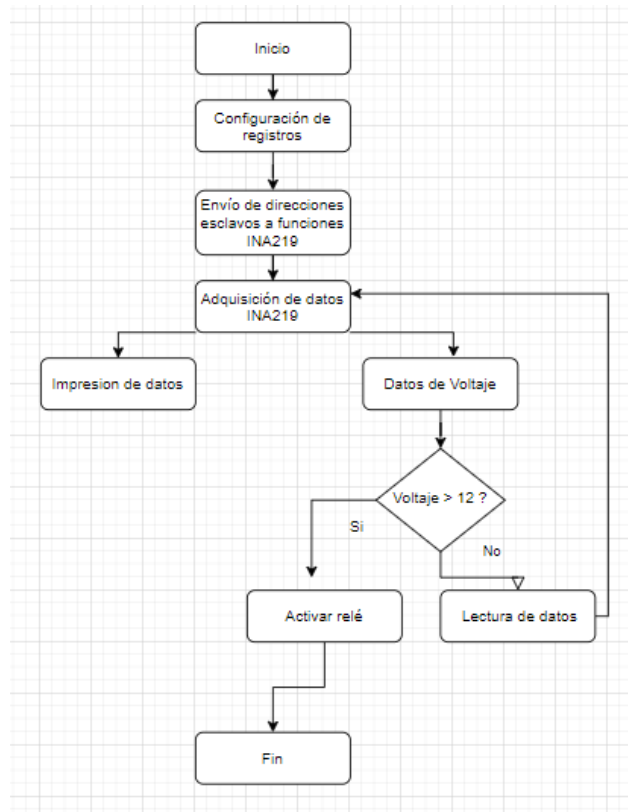 Inicio
Configuración de
registros
Envío de direcciones
esclavos a funciones
INA219
Adquisición de datos
INA219
Impresion de datos
Datos de Voltaje
Voltaje > 12 ?
Si
No
Activar relé
Lectura de datos
Fin